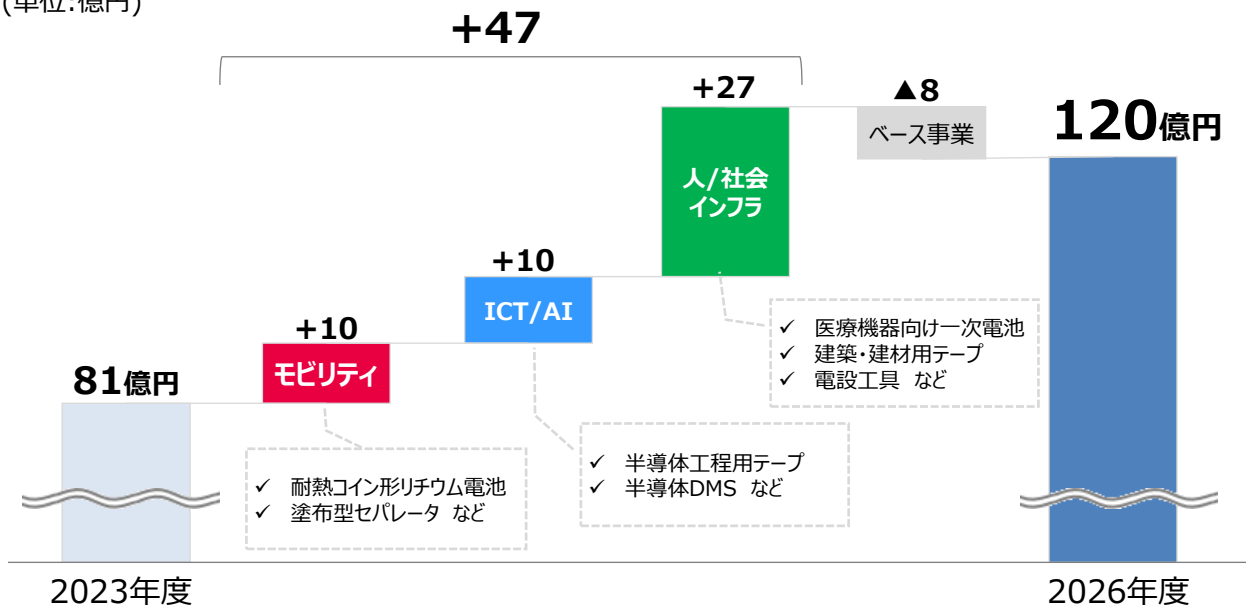 (単位:億円)
+47
+27
▲8
ベース事業
120億円
人/社会
インフラ
+10
ICT/AI
+10
モビリティ
81億円
✓ 医療機器向け一次電池
✓ 建築・建材用テープ
✓ 電設工具 など
✓ 半導体工程用テープ
✓ 半導体DMS など
✓ 耐熱コイン形リチウム電池
✓ 塗布型セパレータ など
2023年度
2026年度